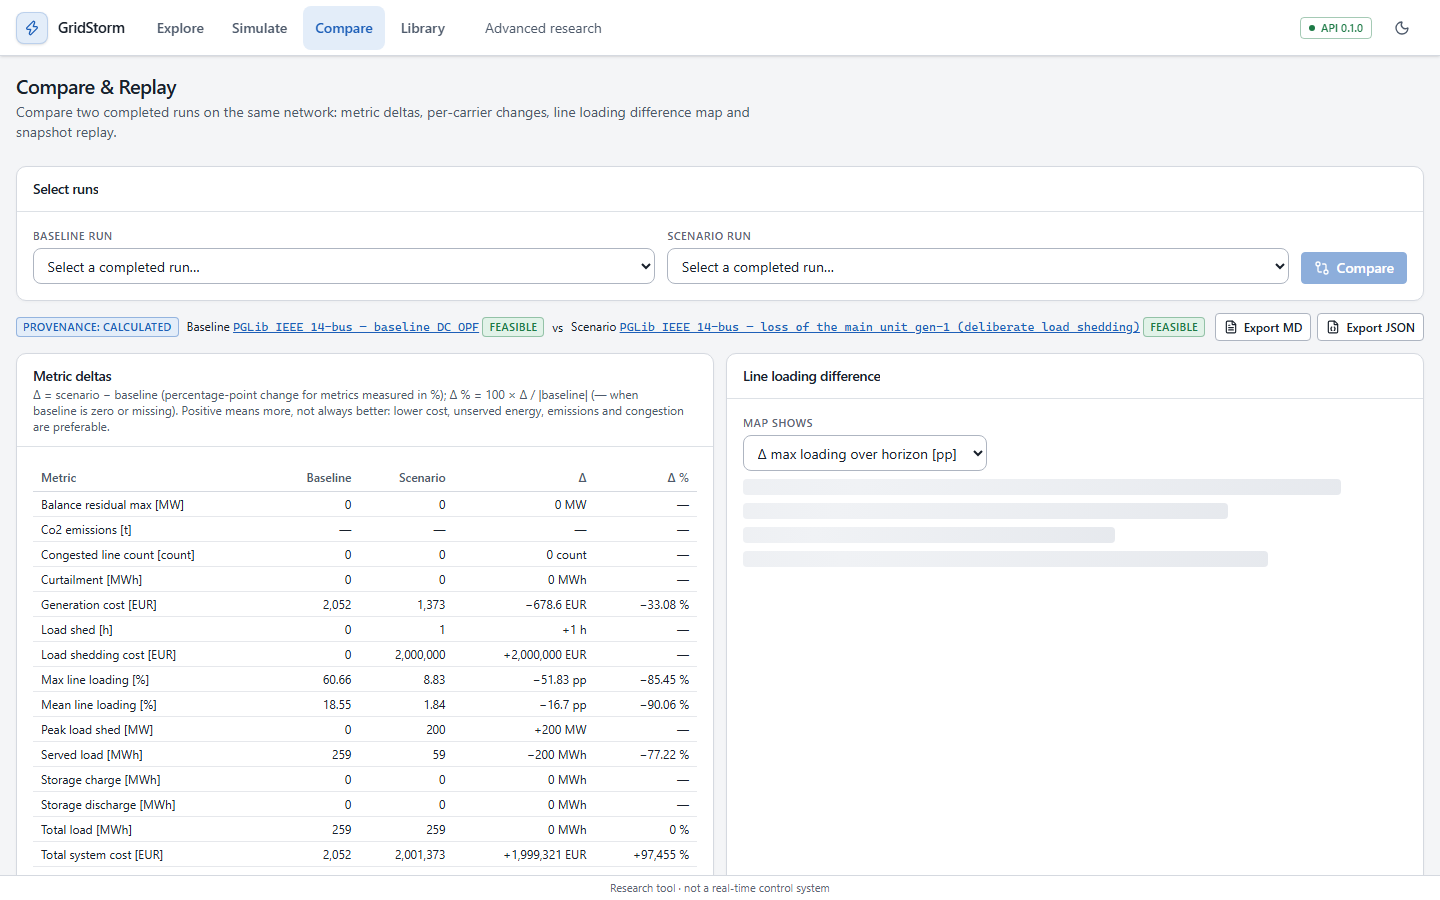 GridStorm
Explore
Simulate
Compare
Library
Advanced research
API 0.1.0
Compare & Replay
Compare two completed runs on the same network: metric deltas, per-carrier changes, line loading difference map and
snapshot replay.
Select runs
BASELINE RUN
Select a completed run...
SCENARIO RUN
Select a completed run...
Compare
PROVENANCE: CALCULATED Baseline PGLib IEEE 14-bus — baseline DC OPF FEASIBLE vs Scenario PGLib IEEE 14-bus — loss of the main unit gen-1 (deliberate load shedding) FEASIBLE
Export MD
Export JSON
Metric deltas
Δ = scenario − baseline (percentage-point change for metrics measured in %); Δ % = 100 × Δ / |baseline| (— when
baseline is zero or missing). Positive means more, not always better: lower cost, unserved energy, emissions and congestion
are preferable.
Metric Baseline Scenario Δ Δ %
Balance residual max [MW] 0 0 0 MW —
Co2 emissions [t] — — — —
Congested line count [count] 0 0 0 count —
Curtailment [MWh] 0 0 0 MWh —
Generation cost [EUR] 2,052 1,373 −678.6 EUR −33.08 %
Load shed [h] 0 1 +1 h —
Load shedding cost [EUR] 0 2,000,000 +2,000,000 EUR —
Max line loading [%] 60.66 8.83 −51.83 pp −85.45 %
Mean line loading [%] 18.55 1.84 −16.7 pp −90.06 %
Peak load shed [MW] 0 200 +200 MW —
Served load [MWh] 259 59 −200 MWh −77.22 %
Storage charge [MWh] 0 0 0 MWh —
Storage discharge [MWh] 0 0 0 MWh —
Total load [MWh] 259 259 0 MWh 0 %
Total system cost [EUR] 2,052 2,001,373 +1,999,321 EUR +97,455 %
Line loading difference
MAP SHOWS
Δ max loading over horizon [pp]
Research tool · not a real-time control system